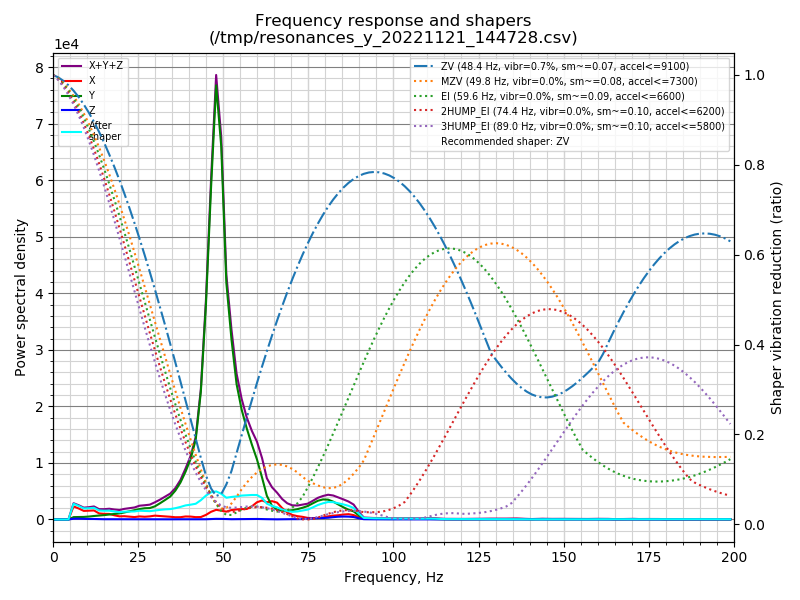 Frequency response and shapers
(/tmp/resonances_y_20221121_144728.csv)
1e4
X+Y+Z
X
Y
Z
After
shaper
ZV (48.4 Hz, vibr=0.7%, sm~=0.07, accel<=9100)
MZV (49.8 Hz, vibr=0.0%, sm~=0.08, accel<=7300)
EI (59.6 Hz, vibr=0.0%, sm~=0.09, accel<=6600)
2HUMP_EI (74.4 Hz, vibr=0.0%, sm~=0.10, accel<=6200)
3HUMP_EI (89.0 Hz, vibr=0.0%, sm~=0.10, accel<=5800)
Recommended shaper: ZV
Power spectral density
8
7
6
5
4
3
2
1
0
1.0
0.8
0.6
0.4
0.2
0.0
Shaper vibration reduction (ratio)
0 25 50 75 100 125 150 175 200
Frequency, Hz